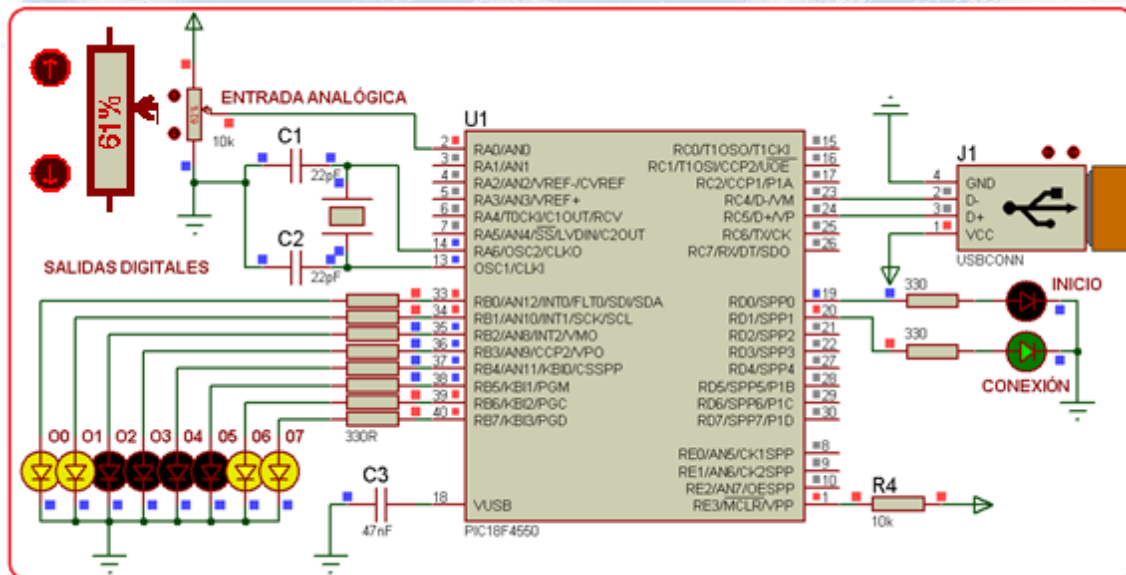 61%
ENTRADA ANALÓGICA
10k
C1
22pF
C2
22pF
SALIDAS DIGITALES
U1
2 RA0/AN0
3 RA1/AN1
4 RA2/AN2/VREF-/CVREF
5 RA3/AN3/VREF+
6 RA4/T0CKI/C1OUT/RCV
7 RA5/AN4/SS/LVDIN/C2OUT
14 RA6/OSC2/CLKO
13 OSC1/CLKI
33 RB0/AN12/INT0/FLT0/SDI/SDA
34 RB1/AN10/INT1/SCK/SCL
35 RB2/AN8/INT2/VMO
36 RB3/AN9/CCP2/VPO
37 RB4/AN11/KBI0/CSSPP
38 RB5/KBI1/PGM
39 RB6/KBI2/PGC
40 RB7/KBI3/PGD
18 VUSB
RC0/T1OSO/T1CKI 15
RC1/T1OSI/CCP2/UOE 16
RC2/CCP1/P1A 17
RC4/D-/VM 23
RC5/D+/VP 24
RC6/TX/CK 25
RC7/RX/DT/SDO 26
RD0/SPP0 19
RD1/SPP1 20
RD2/SPP2 21
RD3/SPP3 22
RD4/SPP4 27
RD5/SPP5/P1B 28
RD6/SPP6/P1C 29
RD7/SPP7/P1D 30
RE0/AN5/CK1SPP 8
RE1/AN6/CK2SPP 9
RE2/AN7/OESPP 10
RE3/MCLR/VPP 1
PIC18F4550
330R
O0 O1 O2 O3 O4 O5 O6 O7
C3
47nF
J1
4 GND
2 D-
3 D+
1 VCC
USBCONN
330
INICIO
330
CONEXIÓN
R4
10k